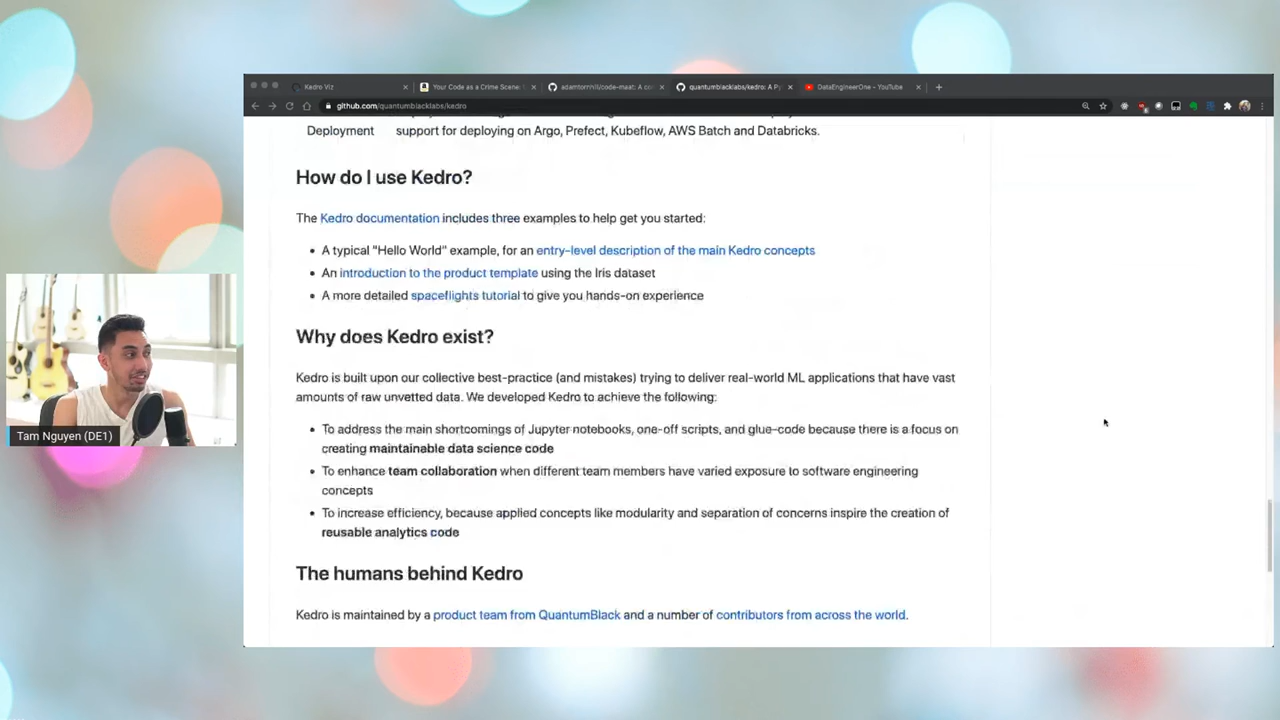 Kedro Viz
Your Code as a Crime Scene:
adamtornhill/code-maat: A co
quantumblacklabs/kedro: A Py
DataEngineerOne - YouTube
github.com/quantumblacklabs/kedro
Deployment support for deploying on Argo, Prefect, Kubeflow, AWS Batch and Databricks.
How do I use Kedro?
The Kedro documentation includes three examples to help get you started:
• A typical "Hello World" example, for an entry-level description of the main Kedro concepts
• An introduction to the product template using the Iris dataset
• A more detailed spaceflights tutorial to give you hands-on experience
Why does Kedro exist?
Kedro is built upon our collective best-practice (and mistakes) trying to deliver real-world ML applications that have vast
amounts of raw unvetted data. We developed Kedro to achieve the following:
• To address the main shortcomings of Jupyter notebooks, one-off scripts, and glue-code because there is a focus on
creating maintainable data science code
• To enhance team collaboration when different team members have varied exposure to software engineering
concepts
• To increase efficiency, because applied concepts like modularity and separation of concerns inspire the creation of
reusable analytics code
The humans behind Kedro
Kedro is maintained by a product team from QuantumBlack and a number of contributors from across the world.
Tam Nguyen (DE1)